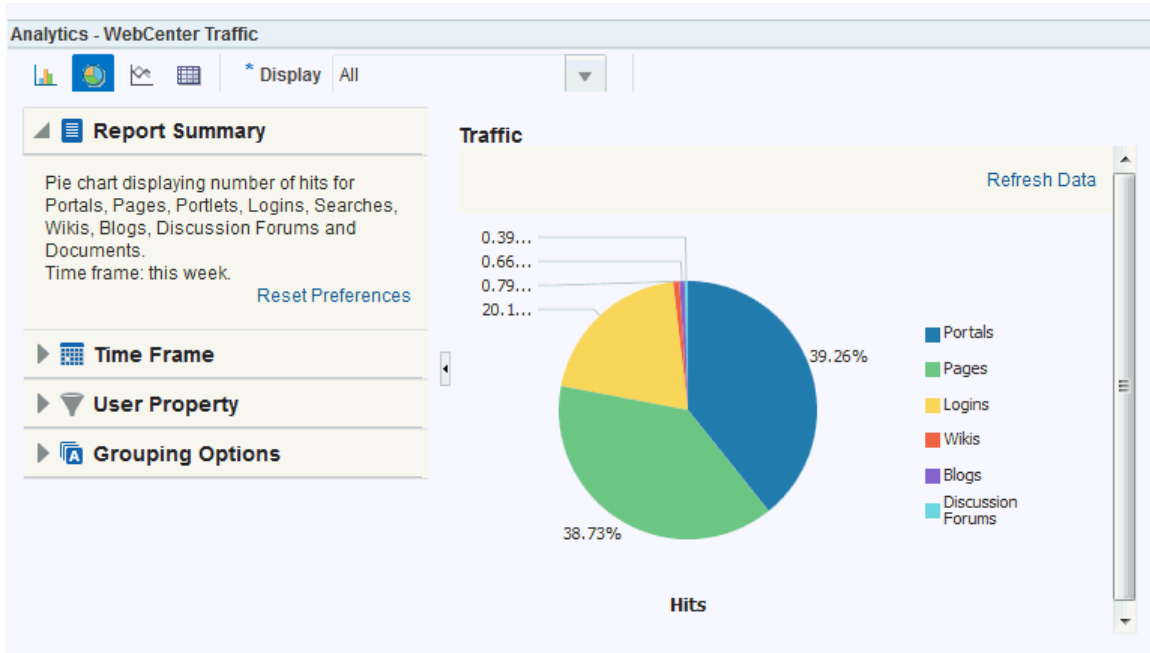 Analytics - WebCenter Traffic
* Display All
Report Summary
Pie chart displaying number of hits for
Portals, Pages, Portlets, Logins, Searches,
Wikis, Blogs, Discussion Forums and
Documents.
Time frame: this week.
Reset Preferences
Time Frame
User Property
A Grouping Options
Traffic
Refresh Data
0.39...
0.66...
0.79...
20.1...
39.26%
38.73%
Portals
Pages
Logins
Wikis
Blogs
Discussion
Forums
Hits